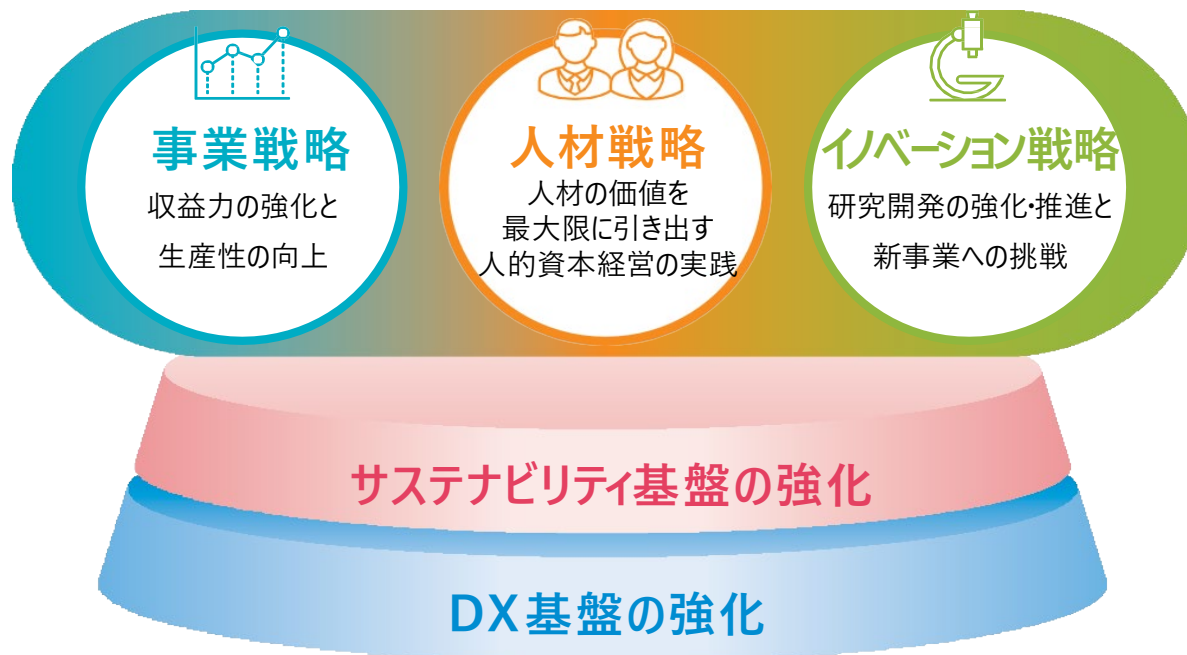 事業戦略
収益力の強化と
生産性の向上
人材戦略
人材の価値を
最大限に引き出す
人的資本経営の実践
イノベーション戦略
研究開発の強化・推進と
新事業への挑戦
サステナビリティ基盤の強化
DX基盤の強化